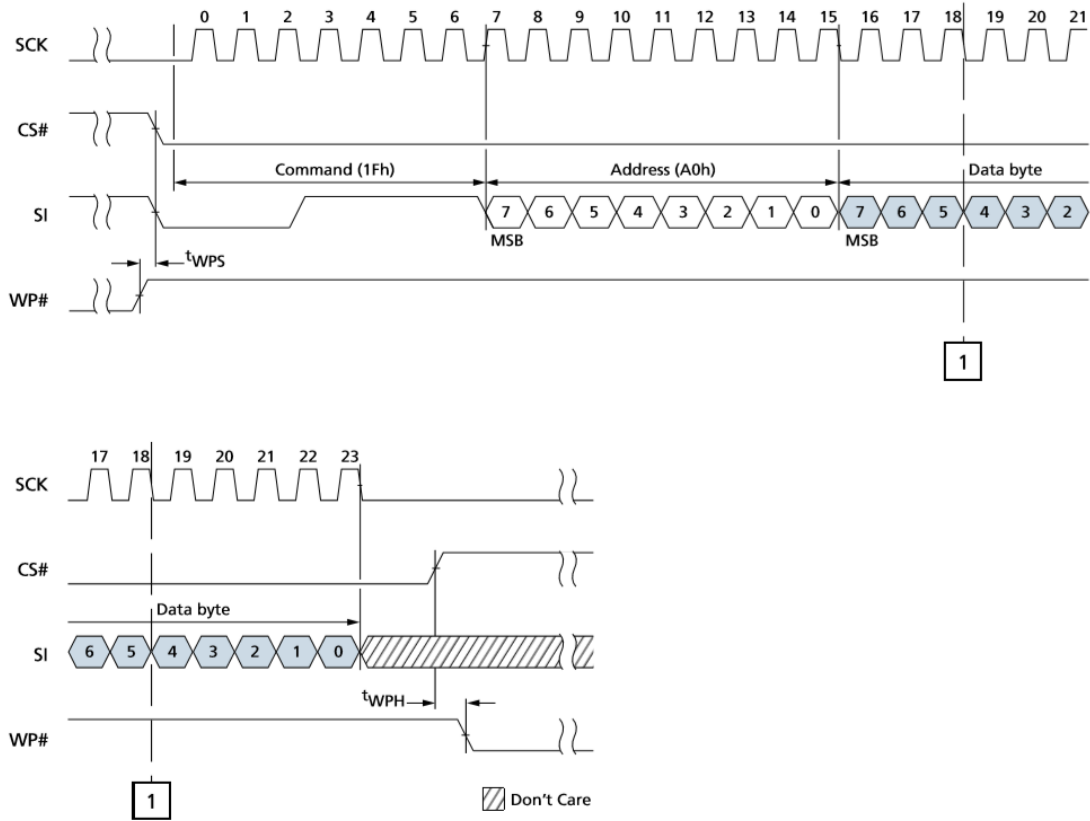 0 1 2 3 4 5 6 7 8 9 10 11 12 13 14 15 16 17 18 19 20 21
SCK
CS#
Command (1Fh) Address (A0h) Data byte
SI 7 6 5 4 3 2 1 0 7 6 5 4 3 2
MSB MSB
tWPS
WP#
1
17 18 19 20 21 22 23
SCK
CS#
Data byte
SI 6 5 4 3 2 1 0
tWPH
WP#
1
Don't Care